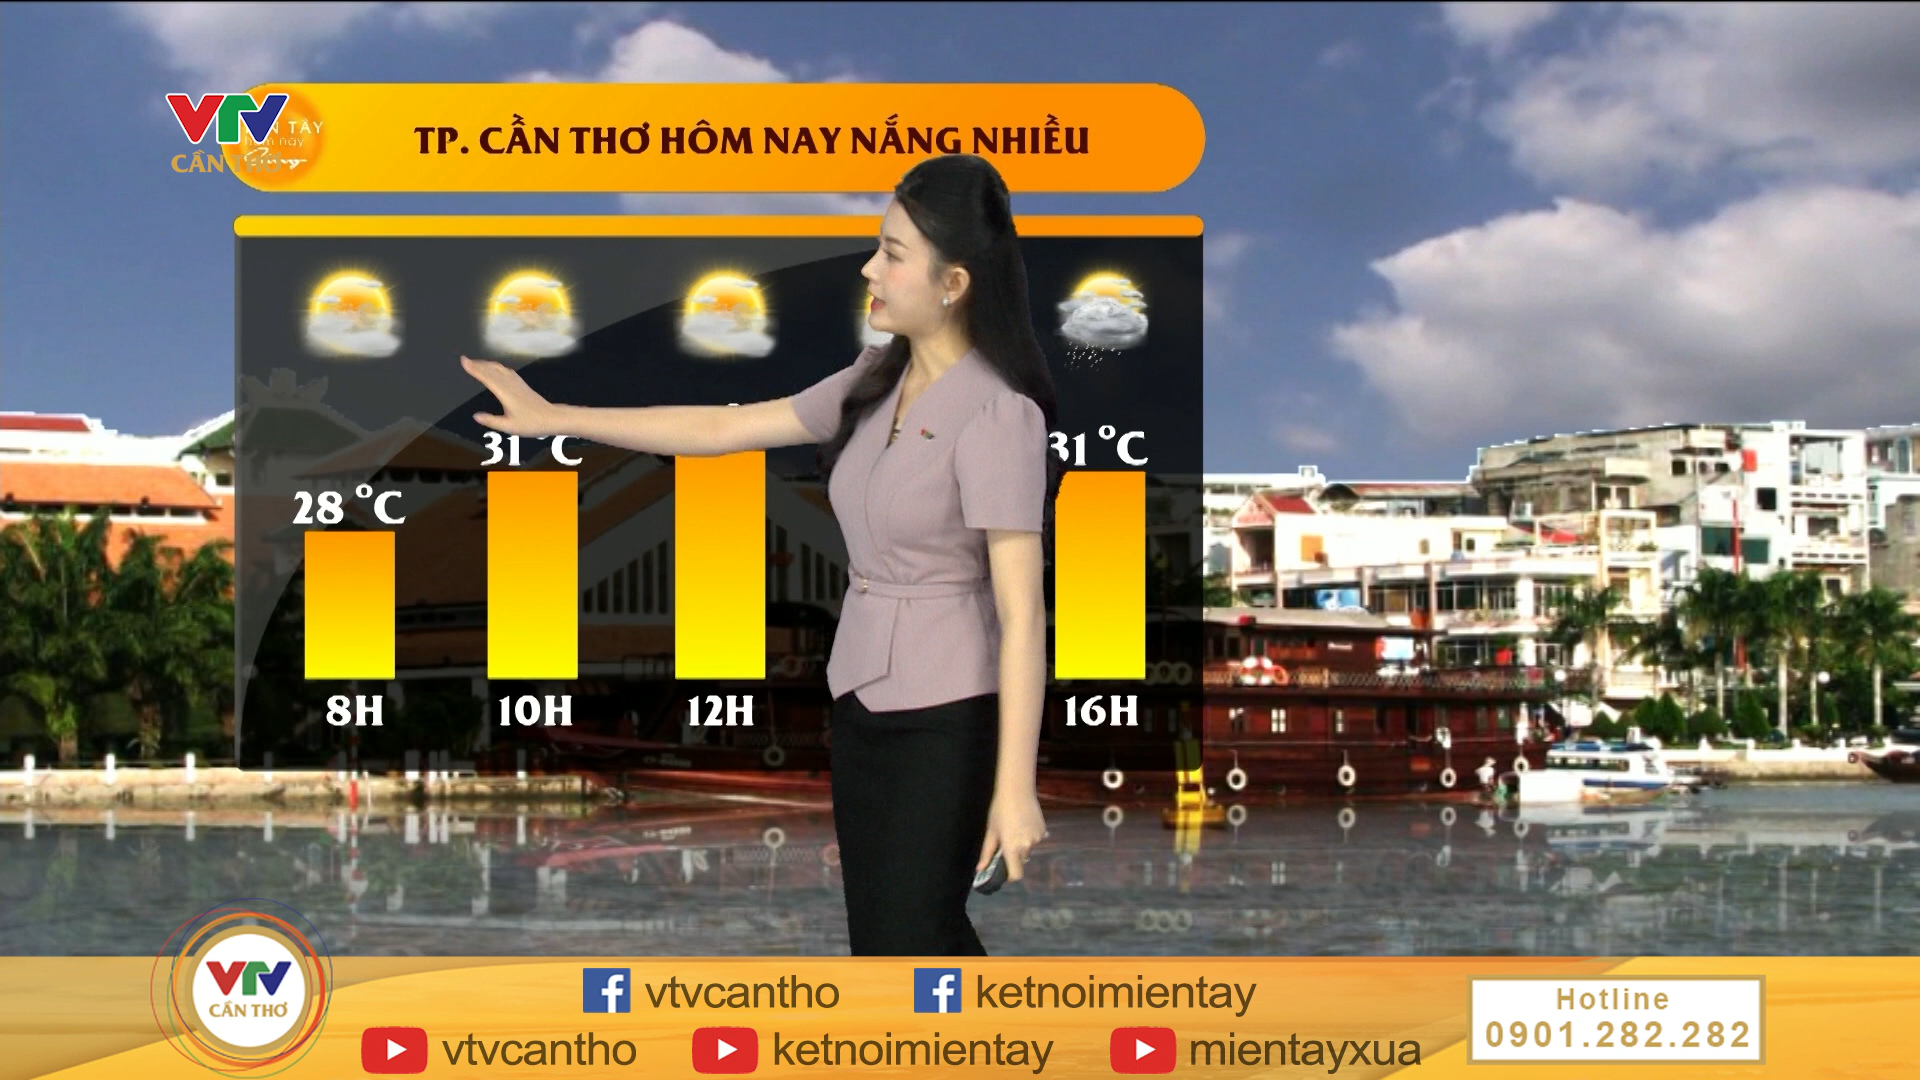 VTV
CẦN THƠ
TP. CẦN THƠ HÔM NAY NẮNG NHIỀU
28 °C
31 °C
31 °C
8H
10H
12H
16H
VTV
CẦN THƠ
vtvcantho
ketnoimientay
vtvcantho
ketnoimientay
mientayxua
Hotline
0901.282.282